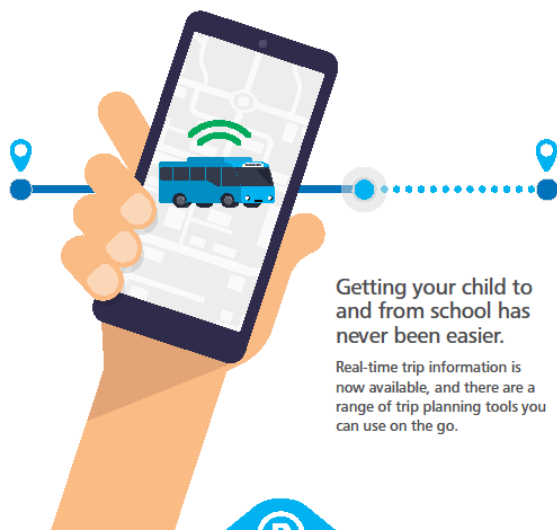 Getting your child to
and from school has
never been easier.
Real-time trip information is
now available, and there are a
range of trip planning tools you
can use on the go.